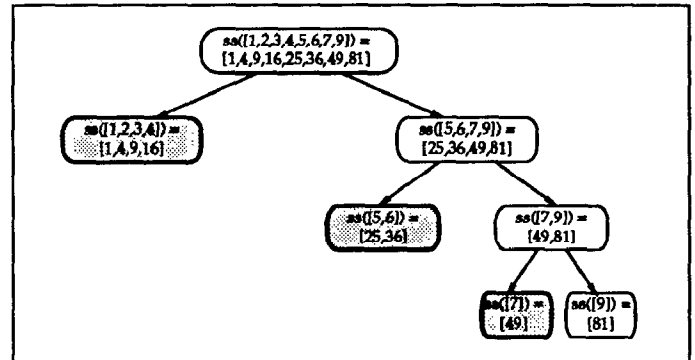 ss([1,2,3,4,5,6,7,9]) =
[1,4,9,16,25,36,49,81]
ss([1,2,3,4]) =
[1,4,9,16]
ss([5,6,7,9]) =
[25,36,49,81]
ss([5,6]) =
[25,36]
ss([7,9]) =
[49,81]
ss([7]) =
[49]
ss([9]) =
[81]